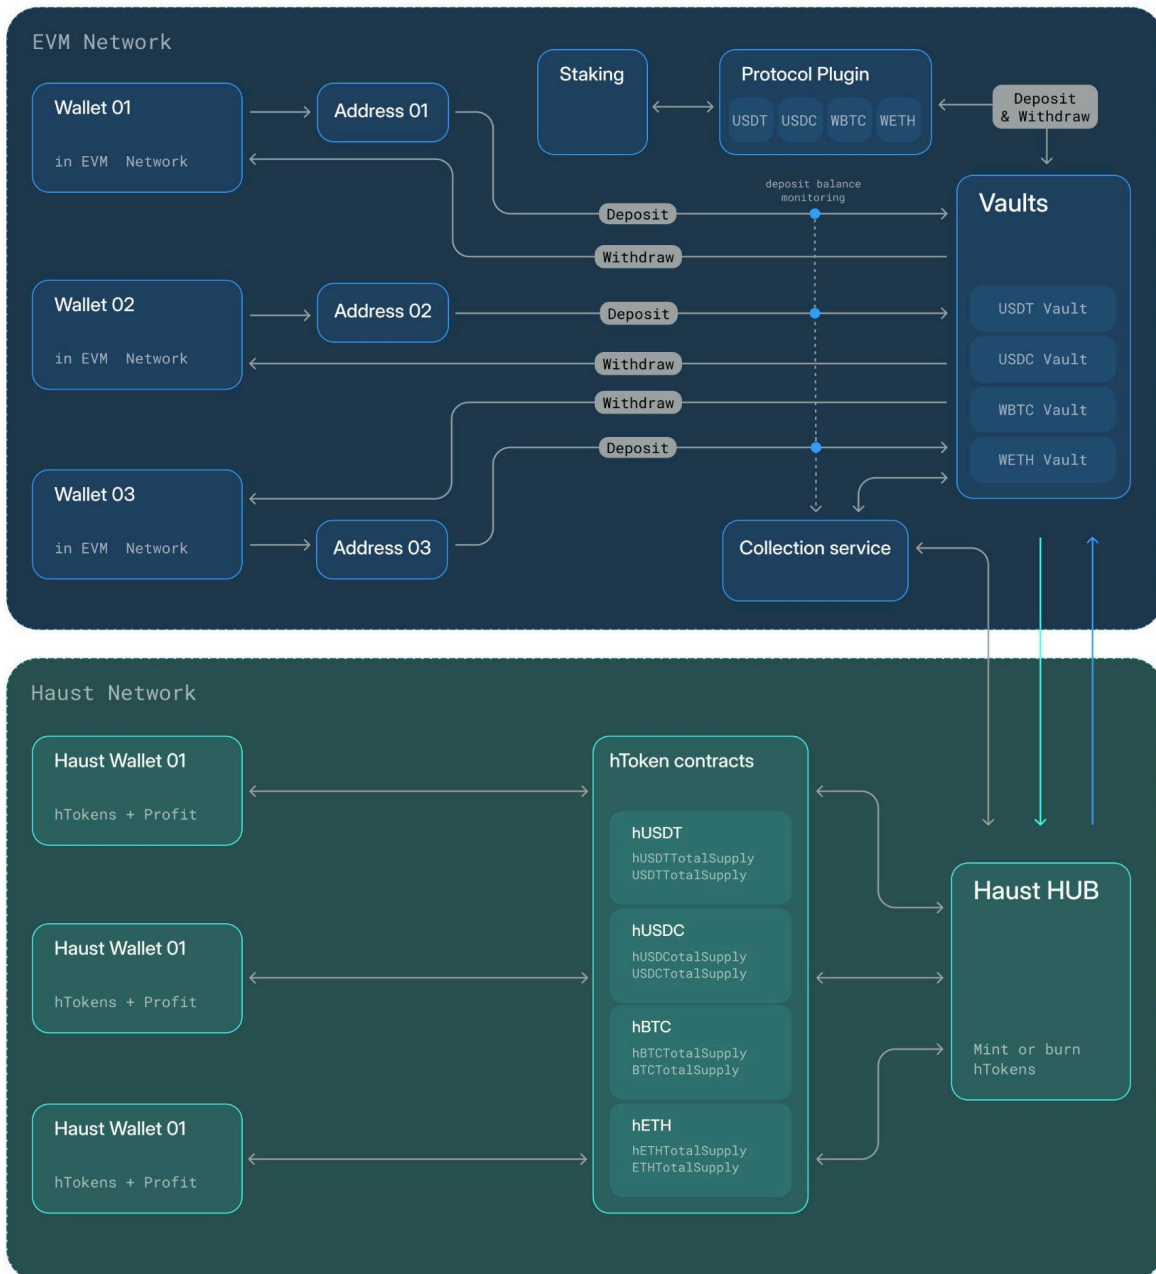 EVM Network
Wallet 01
in EVM Network
Address 01
Staking
Protocol Plugin
USDT
USDC
WBTC
WETH
Deposit
& Withdraw
deposit balance
monitoring
Deposit
Withdraw
Vaults
USDT Vault
USDC Vault
WBTC Vault
WETH Vault
Wallet 02
in EVM Network
Address 02
Deposit
Withdraw
Withdraw
Deposit
Wallet 03
in EVM Network
Address 03
Collection service
Haust Network
Haust Wallet 01
hTokens + Profit
Haust Wallet 01
hTokens + Profit
Haust Wallet 01
hTokens + Profit
hToken contracts
hUSDT
hUSDTTotalSupply
USDTTotalSupply
hUSDC
hUSDCotalSupply
USDCTotalSupply
hBTC
hBTCTotalSupply
BTCTotalSupply
hETH
hETHTotalSupply
ETHTotalSupply
Haust HUB
Mint or burn
hTokens